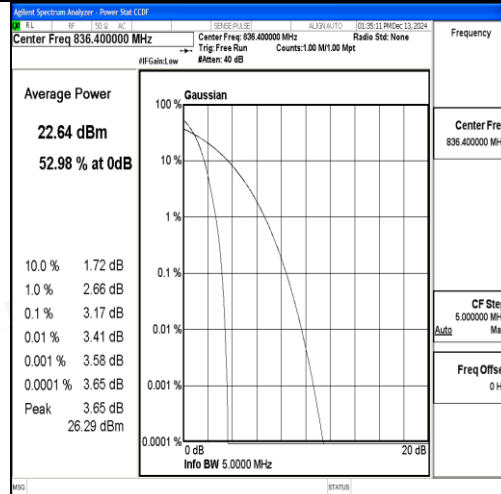 Agilent Spectrum Analyzer - Power Stat CCDF
RL RF 50 Ω AC SENSE:PULSE ALIGN AUTO 01:35:11 PM Dec 13, 2024
Center Freq 836.400000 MHz
Center Freq: 836.400000 MHz
Radio Std: None
Trig: Free Run
Counts:1.00 M/1.00 Mpt
#IFGain:Low
#Atten: 40 dB
Frequency
Average Power
22.64 dBm
52.98 % at 0dB
10.0 % 1.72 dB
1.0 % 2.66 dB
0.1 % 3.17 dB
0.01 % 3.41 dB
0.001 % 3.58 dB
0.0001 % 3.65 dB
Peak 3.65 dB
26.29 dBm
Gaussian
100 %
10 %
1 %
0.1 %
0.01 %
0.001 %
0.0001 %
0 dB
20 dB
Info BW 5.0000 MHz
Center Fre
836.400000 MH
CF Ste
5.000000 MH
Auto Ma
Freq Offse
0 H
MSG
STATUS